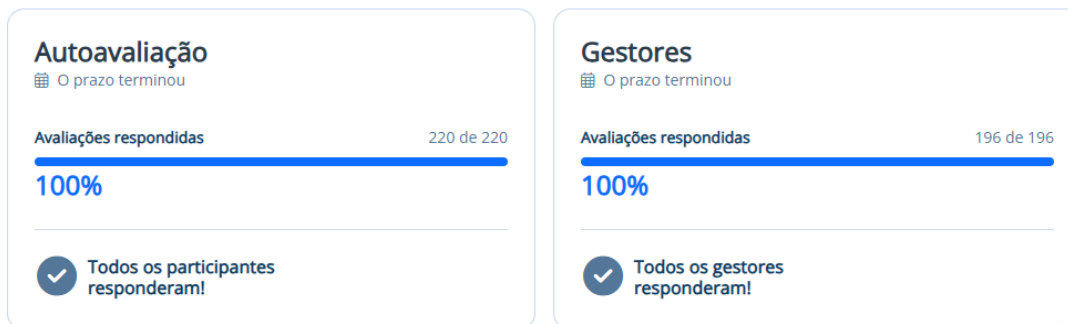 Autoavaliação
O prazo terminou
Avaliações respondidas 220 de 220
100%
Todos os participantes
responderam!
Gestores
O prazo terminou
Avaliações respondidas 196 de 196
100%
Todos os gestores
responderam!